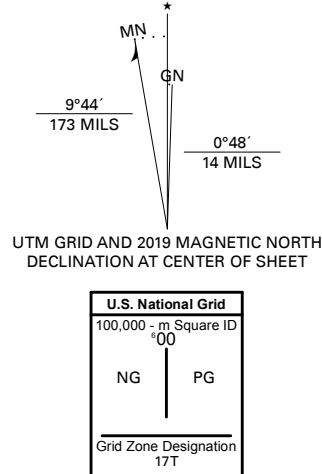 ★
MN
GN
9°44´
173 MILS
0°48´
14 MILS
UTM GRID AND 2019 MAGNETIC NORTH
DECLINATION AT CENTER OF SHEET
U.S. National Grid
100,000 - m Square ID
⁶00
NG PG
Grid Zone Designation
17T